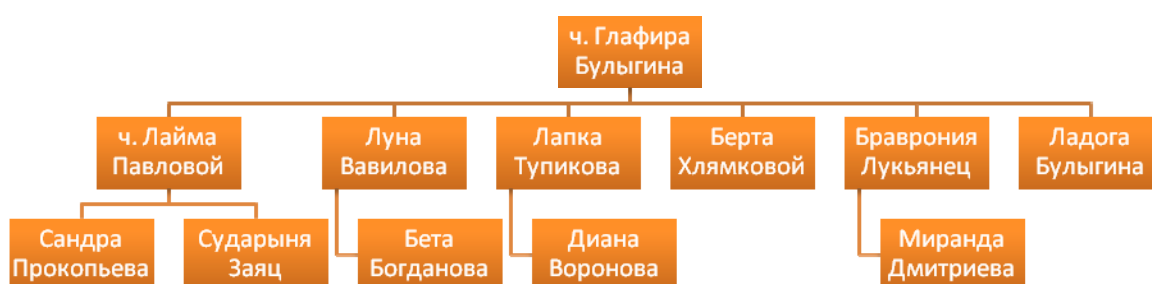 ч. Глафира
Булыгина
ч. Лайма
Павловой
Луна
Вавилова
Лапка
Тупикова
Берта
Хлямковой
Браврония
Лукьянец
Ладога
Булыгина
Сандра
Прокопьева
Сударыня
Заяц
Бета
Богданова
Диана
Воронова
Миранда
Дмитриева